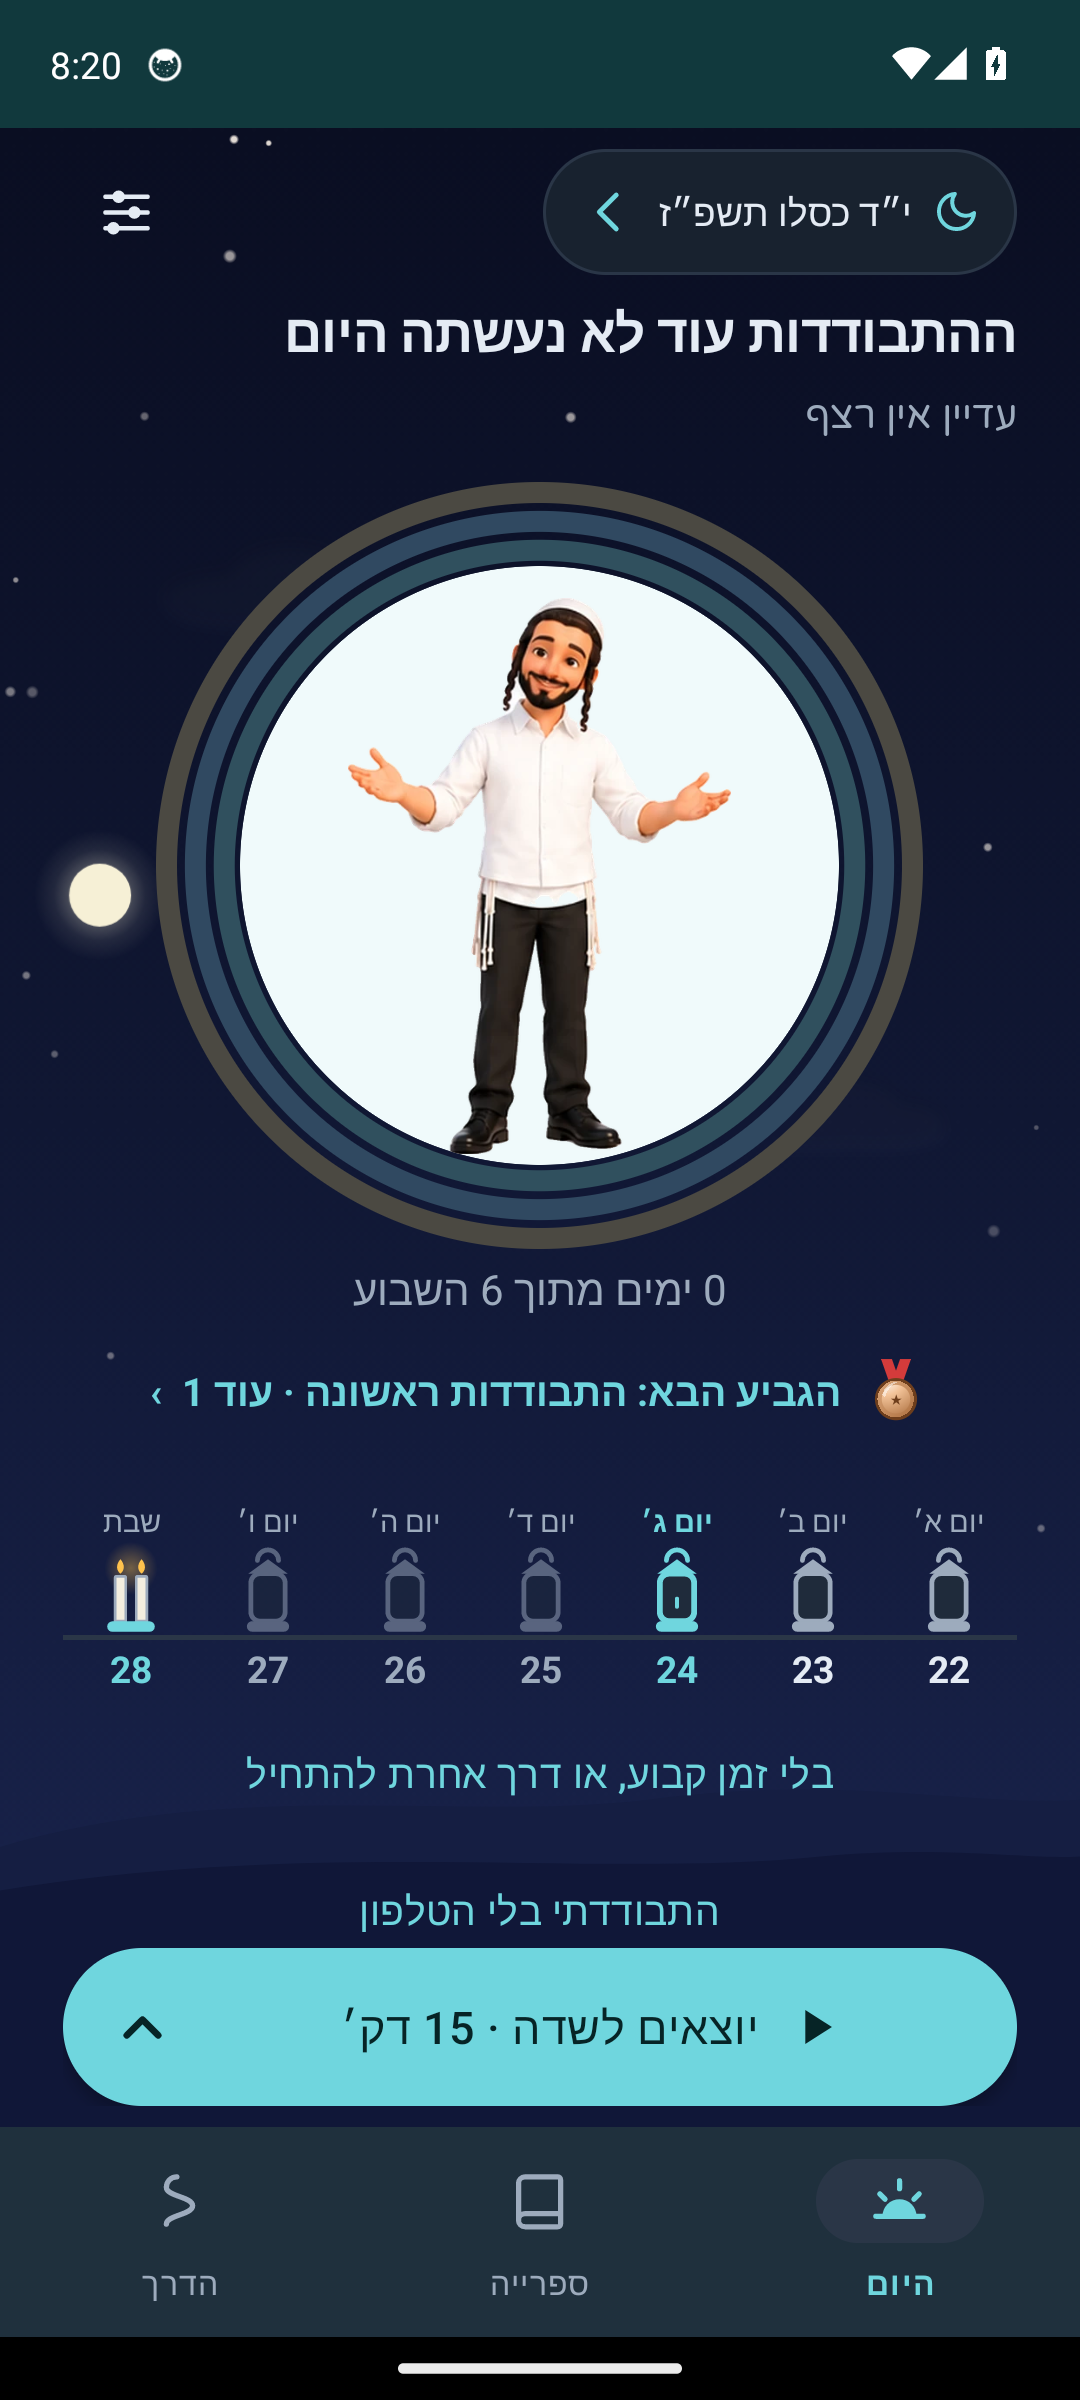 8:20
י״ד כסלו תשפ״ז
ההתבודדות עוד לא נעשתה היום
עדיין אין רצף
0 ימים מתוך 6 השבוע
הגביע הבא: התבודדות ראשונה · עוד 1 ›
יום א׳ יום ב׳ יום ג׳ יום ד׳ יום ה׳ יום ו׳ שבת
22 23 24 25 26 27 28
בלי זמן קבוע, או דרך אחרת להתחיל
התבודדתי בלי הטלפון
יוצאים לשדה · 15 דק׳
היום ספרייה הדרך